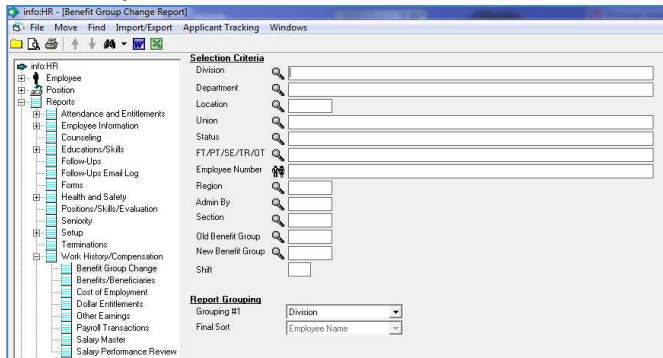 info:HR - [Benefit Group Change Report]
File Move Find Import/Export Applicant Tracking Windows
info:HR
Employee
Position
Reports
Attendance and Entitlements
Employee Information
Counseling
Educations/Skills
Follow-Ups
Follow-Ups Email Log
Forms
Health and Safety
Positions/Skills/Evaluation
Seniority
Setup
Terminations
Work History/Compensation
Benefit Group Change
Benefits/Beneficiaries
Cost of Employment
Dollar Entitlements
Other Earnings
Payroll Transactions
Salary Master
Salary Performance Review
Selection Criteria
Division
Department
Location
Union
Status
FT/PT/SE/TR/OT
Employee Number
Region
Admin By
Section
Old Benefit Group
New Benefit Group
Shift
Report Grouping
Grouping #1 Division
Final Sort Employee Name